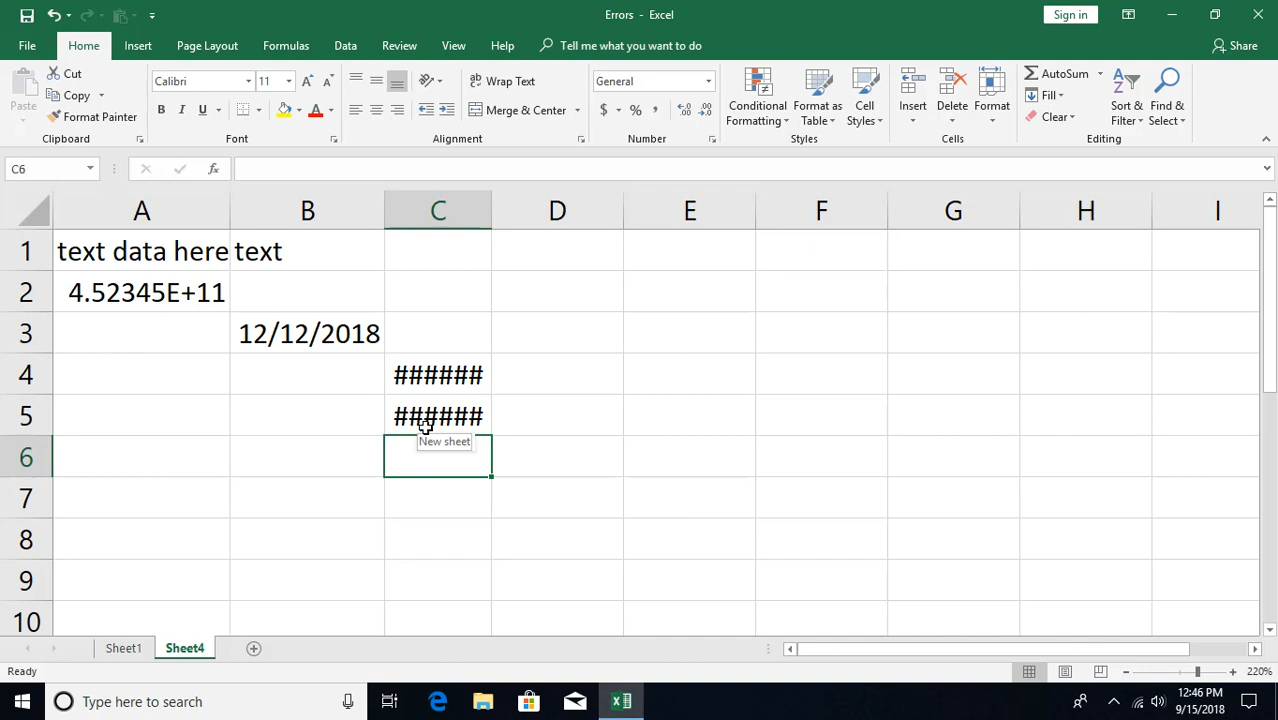 Errors - Excel
Sign in
File Home Insert Page Layout Formulas Data Review View Help Tell me what you want to do Share
Paste
Cut
Copy
Format Painter
Clipboard
Calibri 11
B I U
Font
Wrap Text
Merge & Center
Alignment
General
$ % ,
Number
Conditional Formatting
Format as Table
Cell Styles
Styles
Insert
Delete
Format
Cells
AutoSum
Fill
Clear
Sort & Filter
Find & Select
Editing
C6 fx
A B C D E F G H I
1 text data here text
2 4.52345E+11
3 12/12/2018
4 ######
5 ######
New sheet
6
7
8
9
10
Sheet1 Sheet4
Ready 220%
Type here to search
12:46 PM
9/15/2018